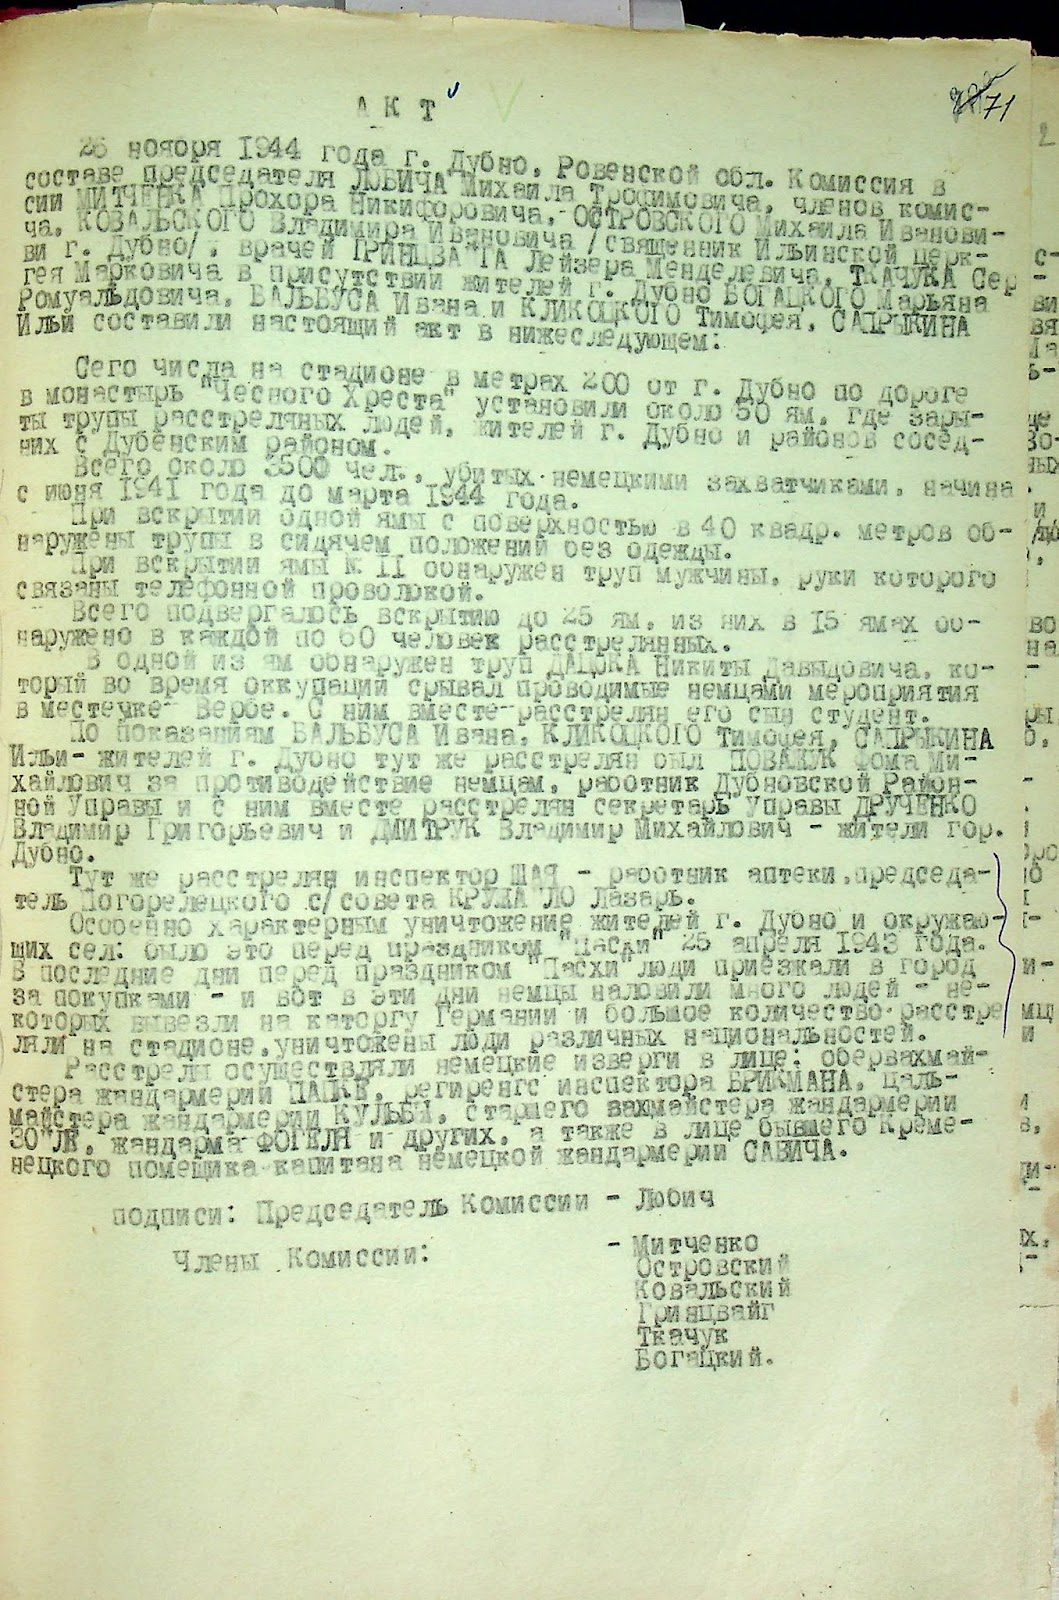 71
АКТ
26 ноября 1944 года г. Дубно, Ровенской обл. Комиссия в
составе председателя ЛЮБИЧА Михаила Трофимовича, членов комис-
сии МИТЧЕНКА Прохора Никифоровича, ОСТРОВСКОГО Михаила Иванови-
ча, КОВАЛЬСКОГО Владимира Ивановича /священник Ильинской церк-
ви г. Дубно/, врачей Лейзера Менделевича, ТКАЧУКА Сер
гея Марковича в присутствии жителей г. Дубно БОГАЦКОГО Марьяна
Ромуальдовича, ВАЛЬБУСА Ивана и КЛИКОЦКОГО Тимофея, САПРЫКИНА
Ильи составили настоящий акт в нижеследующем:
Сего числа на стадионе в метрах 200 от г. Дубно по дороге
в монастырь "Чесного Хреста" установили около 50 ям, где зары-
ты трупы расстреляных людей, жителей г. Дубно и районов сосед-
них с Дубенским районом.
Всего около 3500 чел., убитых немецкими захватчиками, начина
с июня 1941 года до марта 1944 года.
При вскрытии одной ямы с поверхностью в 40 квадр. метров об-
наружены трупы в сидячем положении без одежды.
При вскрытии ямы № 11 обнаружен труп мужчины, руки которого
связаны телефонной проволокой.
Всего подвергалось вскрытию до 25 ям, из них в 15 ямах об-
наружено в каждой по 60 человек расстрелянных.
В одной из ям обнаружен труп ДАЦЮКА Никиты Давыдовича, ко-
торый во время оккупации срывал проводимые немцами мероприятия
в местечке Вербе. С ним вместе расстрелян его сын студент.
По показаниям ВАЛЬБУСА Ивана, КЛИКОЦКОГО Тимофея, САПРЫКИНА
Ильи- жителей г. Дубно тут же расстрелян был ПОВАЖУК Фома Ми-
хайлович за противодействие немцам, работник Дубновской Район-
ной Управы и с ним вместе расстрелян секретарь Управы ДРУЧЕНКО
Владимир Григорьевич и ДМИТРУК Владимир Михайлович - жители гор.
Дубно.
Тут же расстрелян инспектор ШАЯ - работник аптеки, председа-
тель Погорелецкого с/совета Лазарь.
Особенно характерным уничтожение жителей г. Дубно и окружаю-
щих сел: было это перед праздником "Пасхи" 25 апреля 1943 года.
В последние дни перед праздником "Пасхи" люди приезжали в город
за покупками - и вот в эти дни немцы наловили много людей - не-
которых вывезли на каторгу Германии и большое количество расстре
ляли на стадионе, уничтожены люди различных национальностей.
Расстрелы осуществляли немецкие изверги в лице: обервахмай-
стера жандармерии ПАПКЕ, регирен­гс инспектора БРИКМАНА, цаль-
майстера жандармерии старшего вахмайстера жандармерии
ЗО"ЛЕ, жандарма ФОГЕЛЯ и других, а также в лице бывшего Креме-
нецкого помещика капитана немецкой жандармерии САВИЧА.
подписи: Председатель Комиссии - Любич
Члены Комиссии: - Митченко
Островский
Ковальский
Гринцвайг
Ткачук
Богацкий.